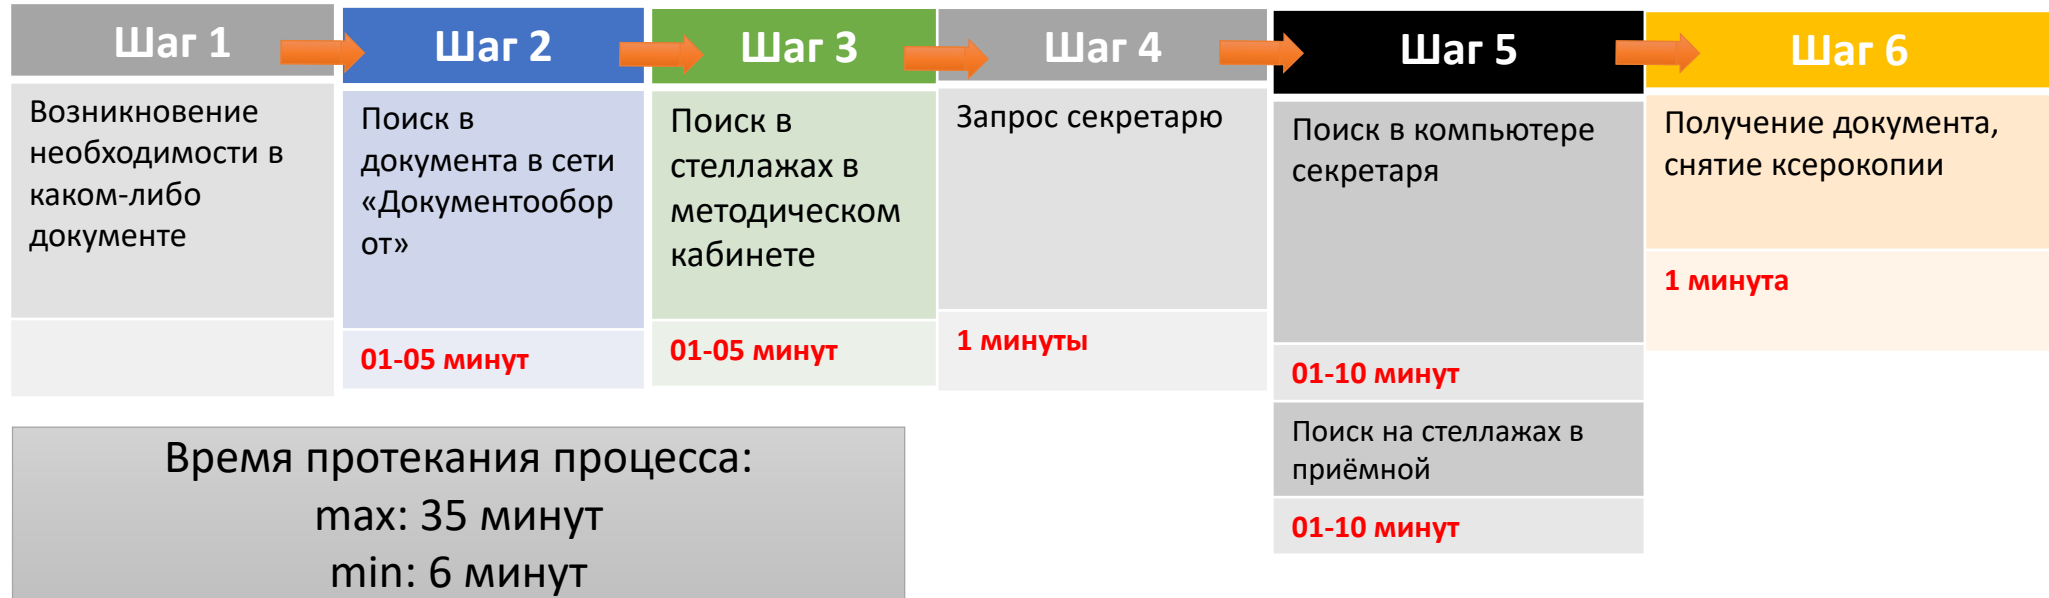 Шаг 1
Шаг 2
Шаг 3
Шаг 4
Шаг 5
Шаг 6
Возникновение
необходимости в
каком-либо
документе
Поиск в
документа в сети
«Документообор
от»
01-05 минут
Поиск в
стеллажах в
методическом
кабинете
01-05 минут
Запрос секретарю
1 минуты
Поиск в компьютере
секретаря
01-10 минут
Поиск на стеллажах в
приёмной
01-10 минут
Получение документа,
снятие ксерокопии
1 минута
Время протекания процесса:
max: 35 минут
min: 6 минут